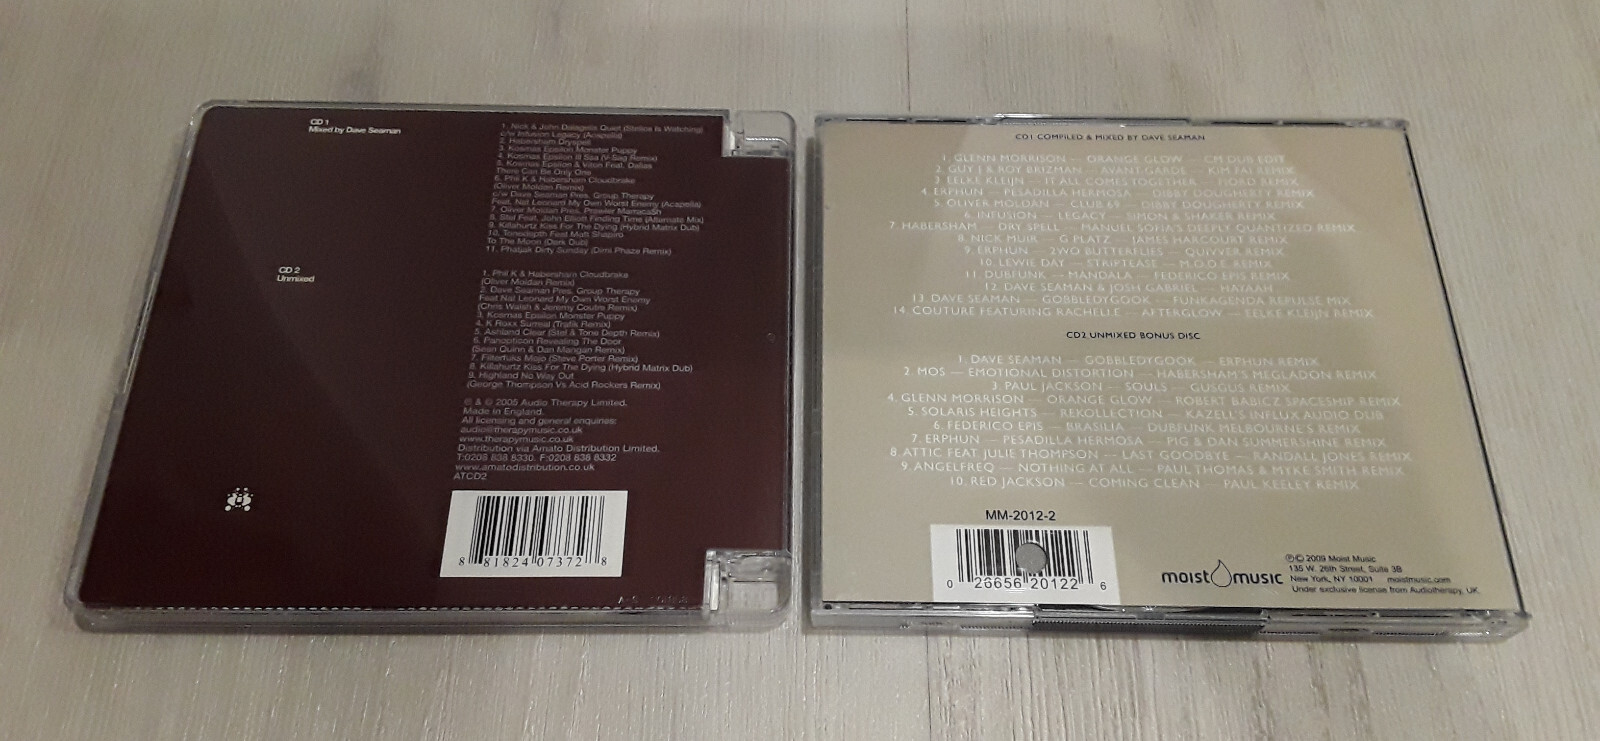 CD 1
Mixed by Dave Seaman
1. Nick & John Dalagelis Quiet (Stelios Is Watching)
c/w Infusion Legacy (Acapella)
2. Habersham Dryspell
3. Kosmas Epsilon Monster Puppy
4. Kosmas Epsilon Ill Saa (V-Sag Remix)
5. Kosmas Epsilon & Viton Feat. Dallas
There Can Be Only One
6. Phil K & Habersham Cloudbrake
(Oliver Moldan Remix)
c/w Dave Seaman Pres. Group Therapy
Feat. Nat Leonard My Own Worst Enemy (Acapella)
7. Oliver Moldan Pres. Prowler Marraca$h
8. Stel Feat. John Elliott Finding Time (Alternate Mix)
9. Killahurtz Kiss For The Dying (Hybrid Matrix Dub)
10. Tonedepth Feat Matt Shapiro
To The Moon (Dark Dub)
11. Phatjak Dirty Sunday (Dimi Phaze Remix)
CD 2
Unmixed
1. Phil K & Habersham Cloudbrake
(Oliver Moldan Remix)
2. Dave Seaman Pres. Group Therapy
Feat Nat Leonard My Own Worst Enemy
(Chris Walsh & Jeremy Coutre Remix)
3. Kosmas Epsilon Monster Puppy
4. K Roxx Surreal (Trafik Remix)
5. Ashland Clear (Stel & Tone Depth Remix)
6. Panoptison Revealing The Door
(Sean Quinn & Dan Mangan Remix)
7. Filterfuks Mojo (Steve Porter Remix)
8. Killahurtz Kiss For The Dying (Hybrid Matrix Dub)
9. Highland No Way Out
(George Thompson Vs Acid Rockers Remix)
℗ & © 2005 Audio Therapy Limited.
Made in England.
All licensing and general enquires:
audio@therapymusic.co.uk
www.therapymusic.co.uk
Distribution via Amato Distribution Limited.
T:0208 838 8330. F:0208 838 8332
www.amatodistribution.co.uk
ATCD2
8 81824 07372 8
CD1 COMPILED & MIXED BY DAVE SEAMAN
1. GLENN MORRISON — ORANGE GLOW — CM DUB EDIT
2. GUY J & ROY BRIZMAN — AVANT-GARDE — KIM FAI REMIX
3. EELKE KLEIJN — IT ALL COMES TOGETHER — FIORD REMIX
4. ERPHUN — PESADILLA HERMOSA — DIBBY DOUGHERTY REMIX
5. OLIVER MOLDAN — CLUB 69 — DIBBY DOUGHERTY REMIX
6. INFUSION — LEGACY — SIMON & SHAKER REMIX
7. HABERSHAM — DRY SPELL — MANUEL SOFIA'S DEEPLY QUANTIZED REMIX
8. NICK MUIR — G PLATZ — JAMES HARCOURT REMIX
9. ERPHUN — 2WO BUTTERFLIES — QUIVVER REMIX
10. LEWIE DAY — STRIPTEASE — M.O.D.E. REMIX
11. DUBFUNK — MANDALA — FEDERICO EPIS REMIX
12. DAVE SEAMAN & JOSH GABRIEL — HAYAAH
13. DAVE SEAMAN — GOBBLEDYGOOK — FUNKAGENDA REPULSE MIX
14. COUTURE FEATURING RACHELLE — AFTERGLOW — EELKE KLEIJN REMIX
CD2 UNMIXED BONUS DISC
1. DAVE SEAMAN — GOBBLEDYGOOK — ERPHUN REMIX
2. MOS — EMOTIONAL DISTORTION — HABERSHAM'S MEGLADON REMIX
3. PAUL JACKSON — SOULS — GUSGUS REMIX
4. GLENN MORRISON — ORANGE GLOW — ROBERT BABICZ SPACESHIP REMIX
5. SOLARIS HEIGHTS — REKOLLECTION — KAZELL'S INFLUX AUDIO DUB
6. FEDERICO EPIS — BRASILIA — DUBFUNK MELBOURNE'S REMIX
7. ERPHUN — PESADILLA HERMOSA — PIG & DAN SUMMERSHINE REMIX
8. ATTIC FEAT JULIE THOMPSON — LAST GOODBYE — RANDALL JONES REMIX
9. ANGELFREQ — NOTHING AT ALL — PAUL THOMAS & MYKE SMITH REMIX
10. RED JACKSON — COMING CLEAN — PAUL KEELEY REMIX
MM-2012-2
0 26656 20122 6
moist music
℗© 2009 Moist Music
135 W. 26th Street, Suite 3B
New York, NY 10001 moistmusic.com
Under exclusive license from Audiotherapy, UK.